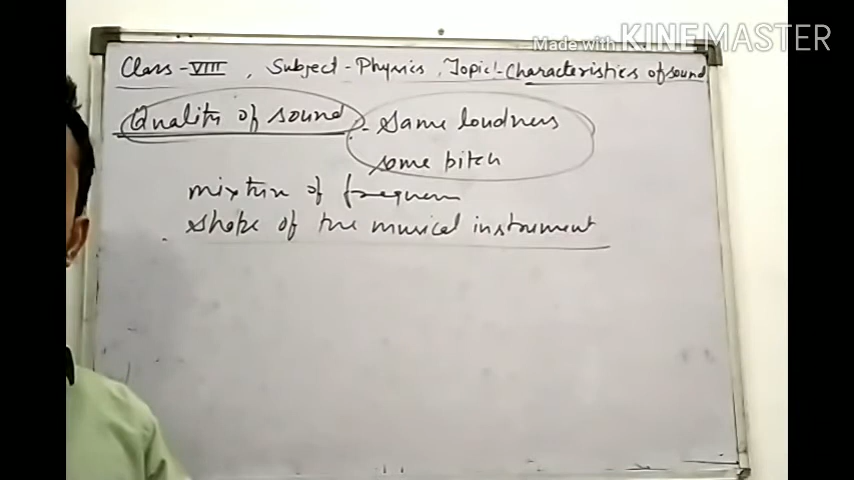 Made with KINEMASTER
Class-VIII, Subject-Physics, Topic:-Characteristics of sound
Quality of sound - Same loudness
same pitch
mixture of frequen
shape of the musical instrument